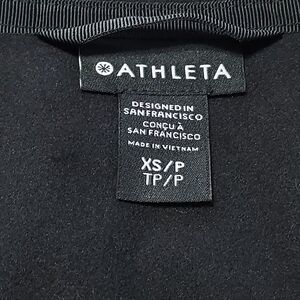 ATHLETA
DESIGNED IN
SAN FRANCISCO
CONÇU À
SAN FRANCISCO
MADE IN VIETNAM
XS/P
TP/P